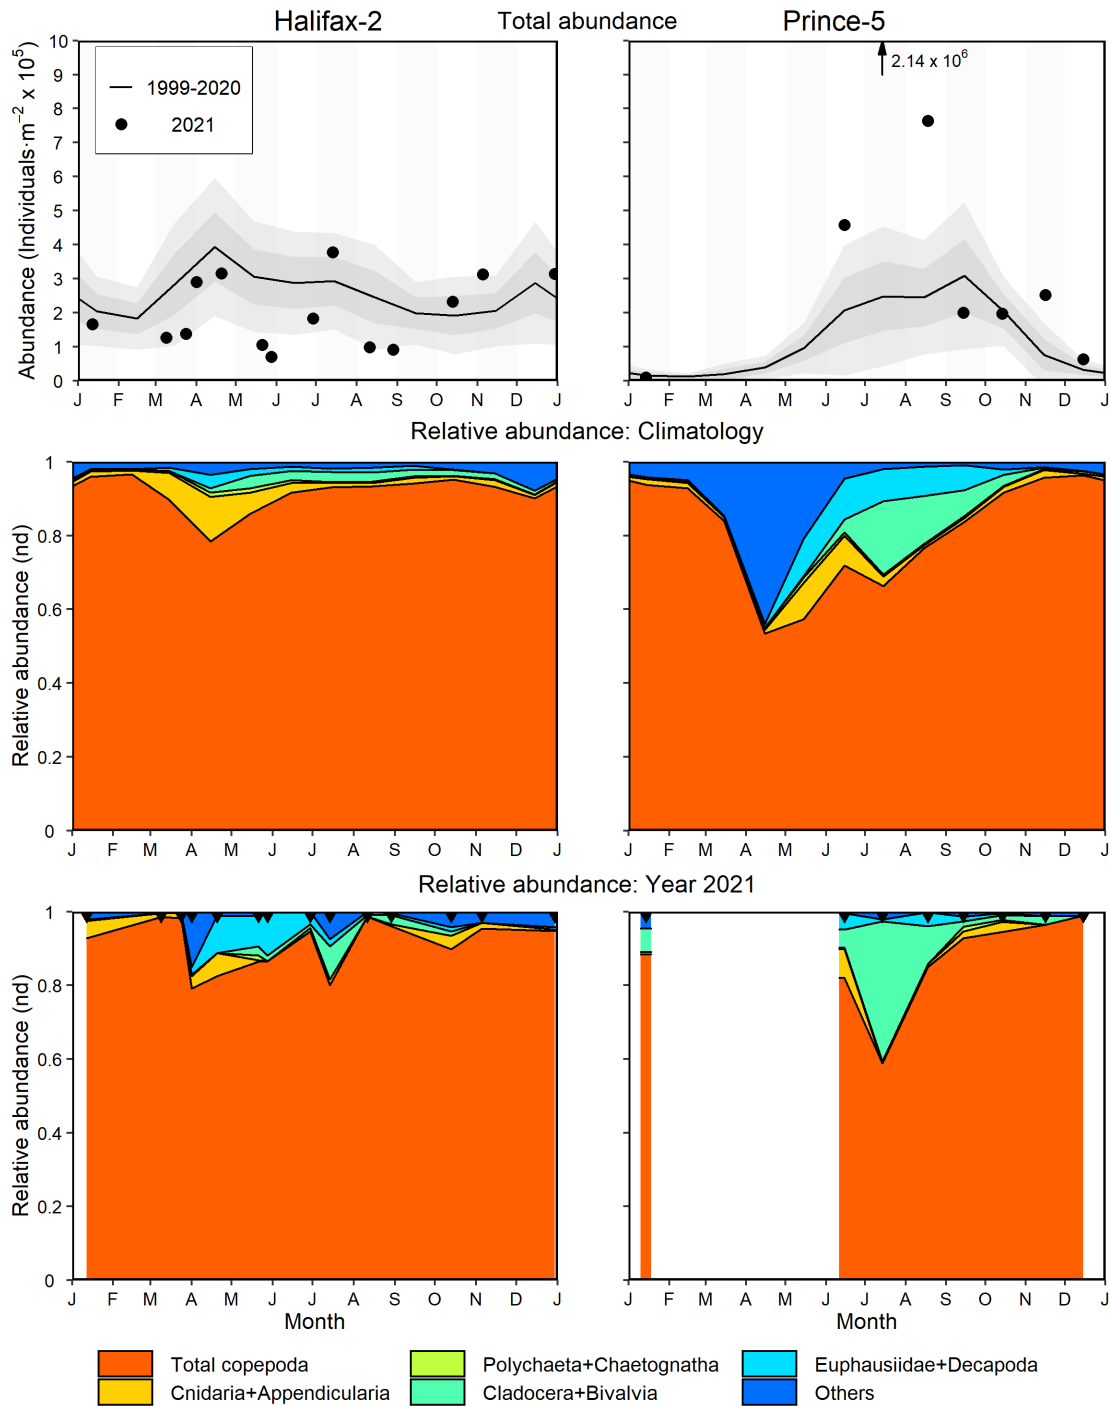 Halifax-2 Total abundance Prince-5
Abundance (Individuals·m⁻² x 10⁵)
10
9
8
7
6
5
4
3
2
1
0
1999-2020
2021
2.14 x 10⁶
J F M A M J J A S O N D J
J F M A M J J A S O N D J
Relative abundance: Climatology
Relative abundance (nd)
1
0.8
0.6
0.4
0.2
0
J F M A M J J A S O N D J
J F M A M J J A S O N D J
Relative abundance: Year 2021
Relative abundance (nd)
1
0.8
0.6
0.4
0.2
0
J F M A M J J A S O N D J
J F M A M J J A S O N D J
Month Month
Total copepoda Polychaeta+Chaetognatha Euphausiidae+Decapoda
Cnidaria+Appendicularia Cladocera+Bivalvia Others